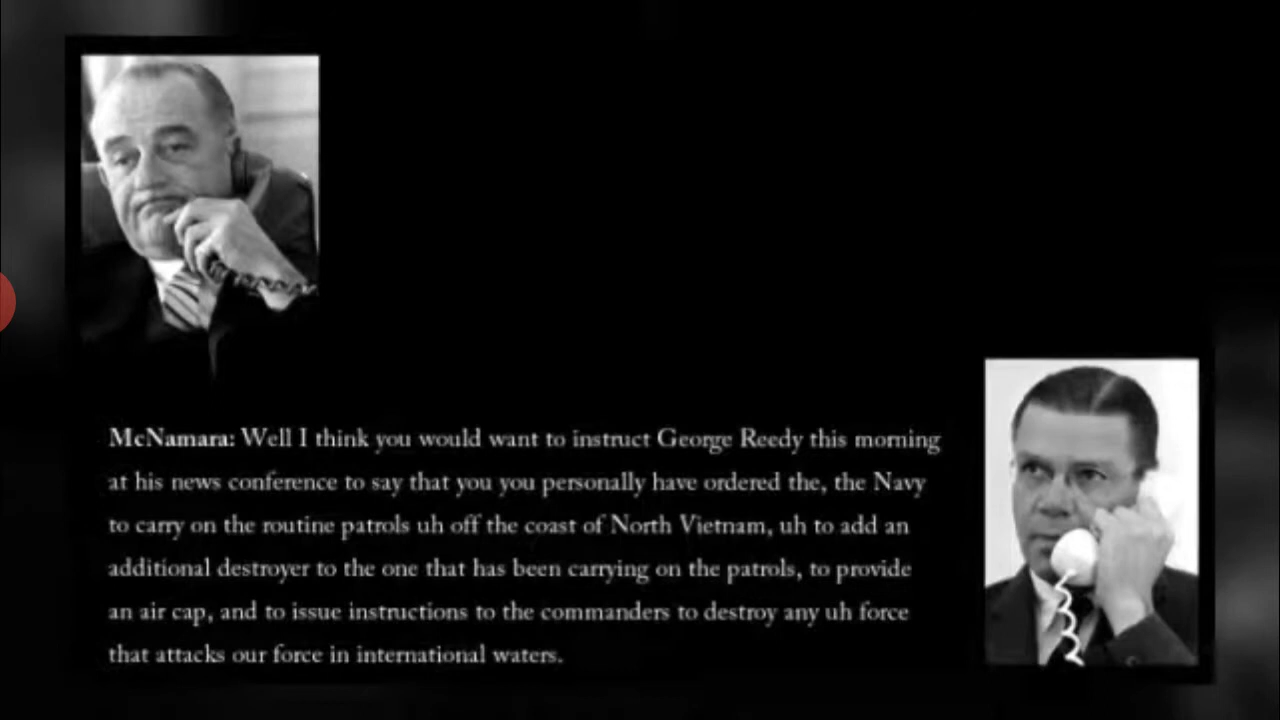 McNamara: Well I think you would want to instruct George Reedy this morning
at his news conference to say that you you personally have ordered the, the Navy
to carry on the routine patrols uh off the coast of North Vietnam, uh to add an
additional destroyer to the one that has been carrying on the patrols, to provide
an air cap, and to issue instructions to the commanders to destroy any uh force
that attacks our force in international waters.